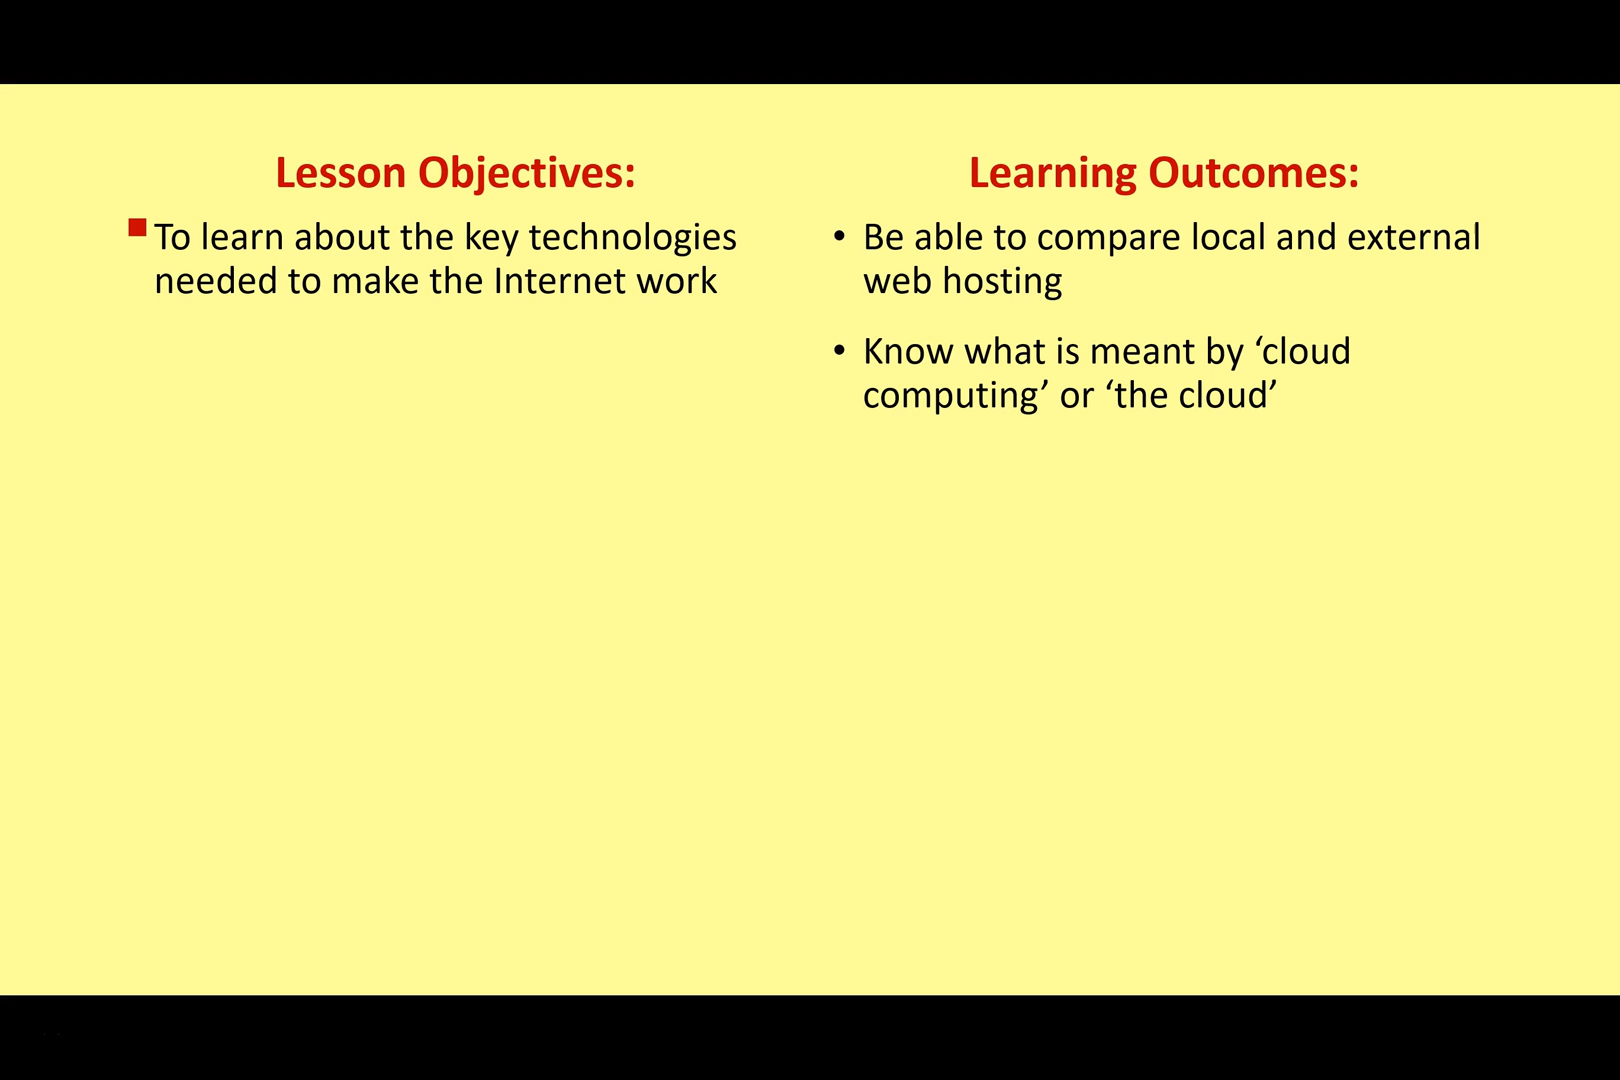 Lesson Objectives:
To learn about the key technologies
needed to make the Internet work
Learning Outcomes:
• Be able to compare local and external
web hosting
• Know what is meant by ‘cloud
computing’ or ‘the cloud’